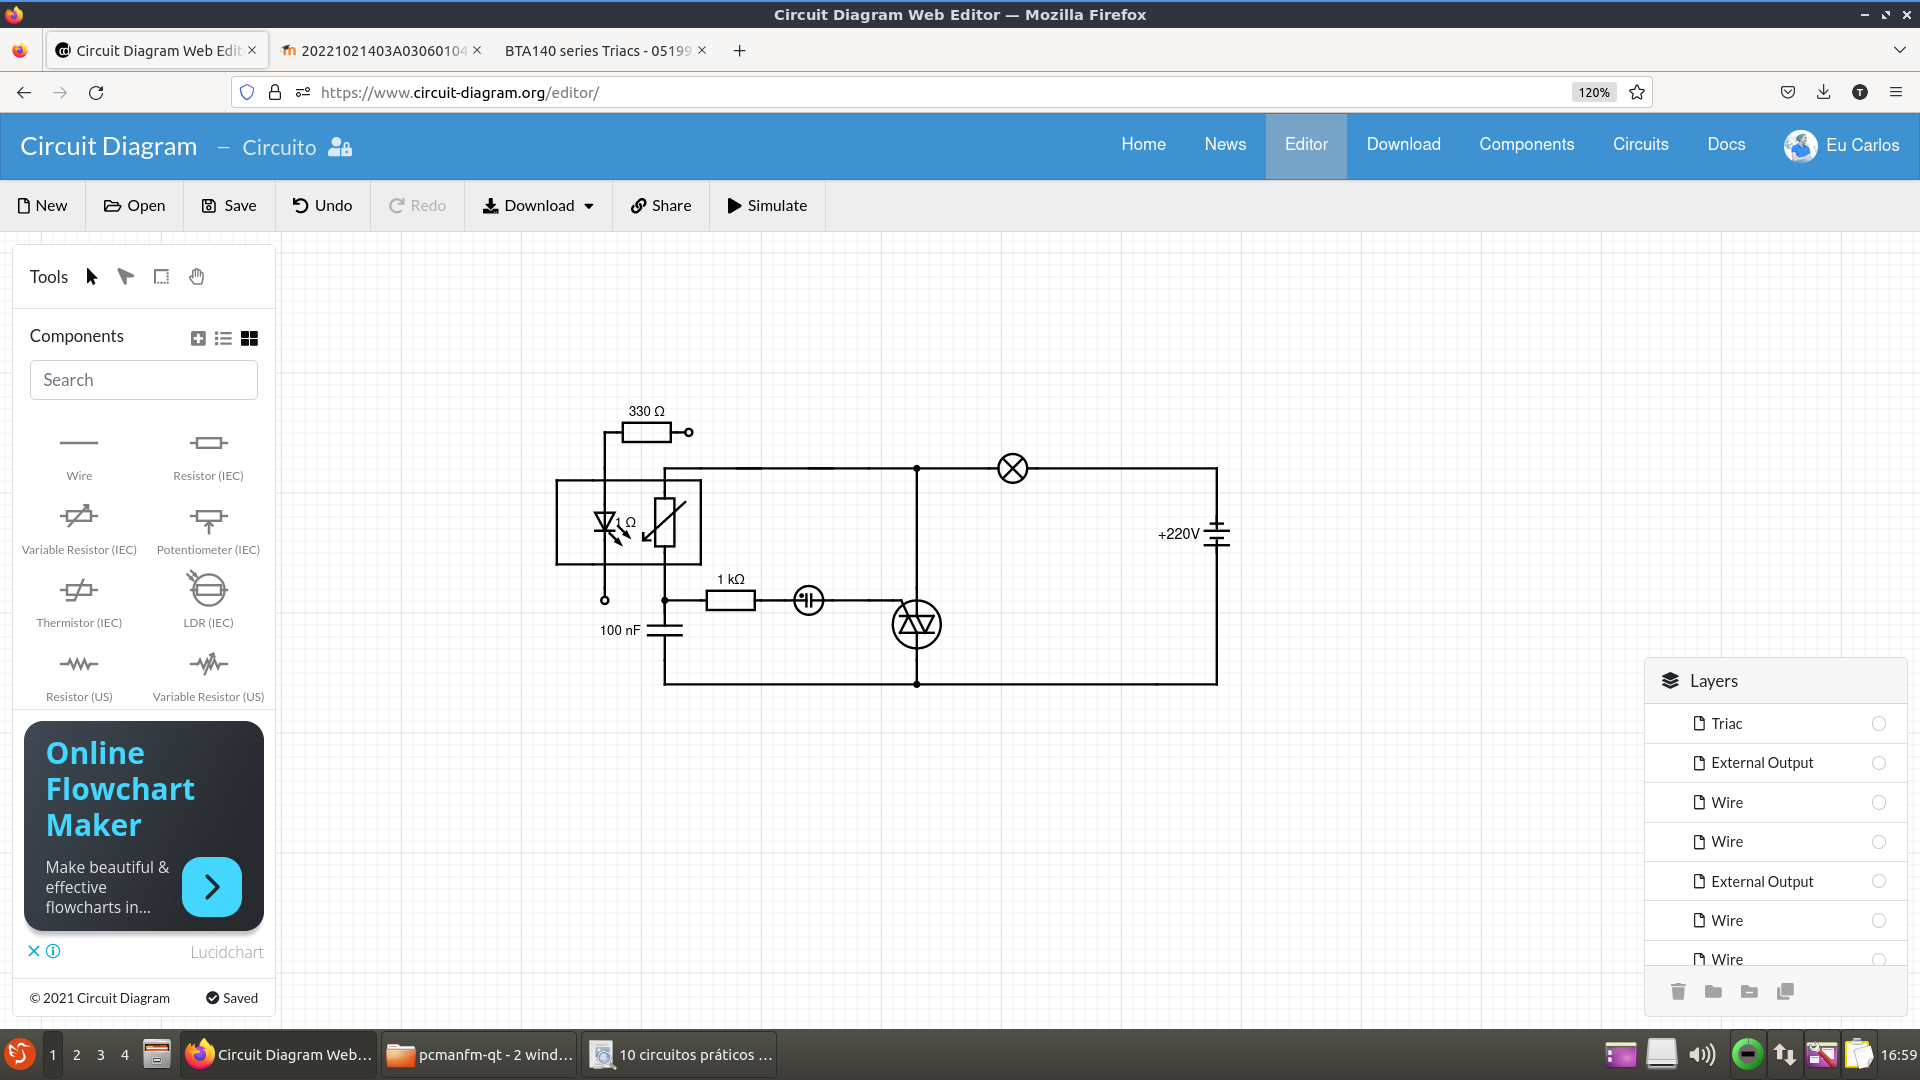 Circuit Diagram Web Editor — Mozilla Firefox
Circuit Diagram Web Edit
20221021403A03060104
BTA140 series Triacs - 05199
https://www.circuit-diagram.org/editor/
120%
T
Circuit Diagram – Circuito
Home News Editor Download Components Circuits Docs Eu Carlos
New Open Save Undo Redo Download Share Simulate
Tools
Components
Search
Wire Resistor (IEC)
Variable Resistor (IEC) Potentiometer (IEC)
Thermistor (IEC) LDR (IEC)
Resistor (US) Variable Resistor (US)
Online
Flowchart
Maker
Make beautiful &
effective
flowcharts in...
Lucidchart
© 2021 Circuit Diagram Saved
330 Ω
1 Ω
+220V
1 kΩ
100 nF
Layers
Triac
External Output
Wire
Wire
External Output
Wire
Wire
1 2 3 4
Circuit Diagram Web...
pcmanfm-qt - 2 wind...
10 circuitos práticos ...
16:59